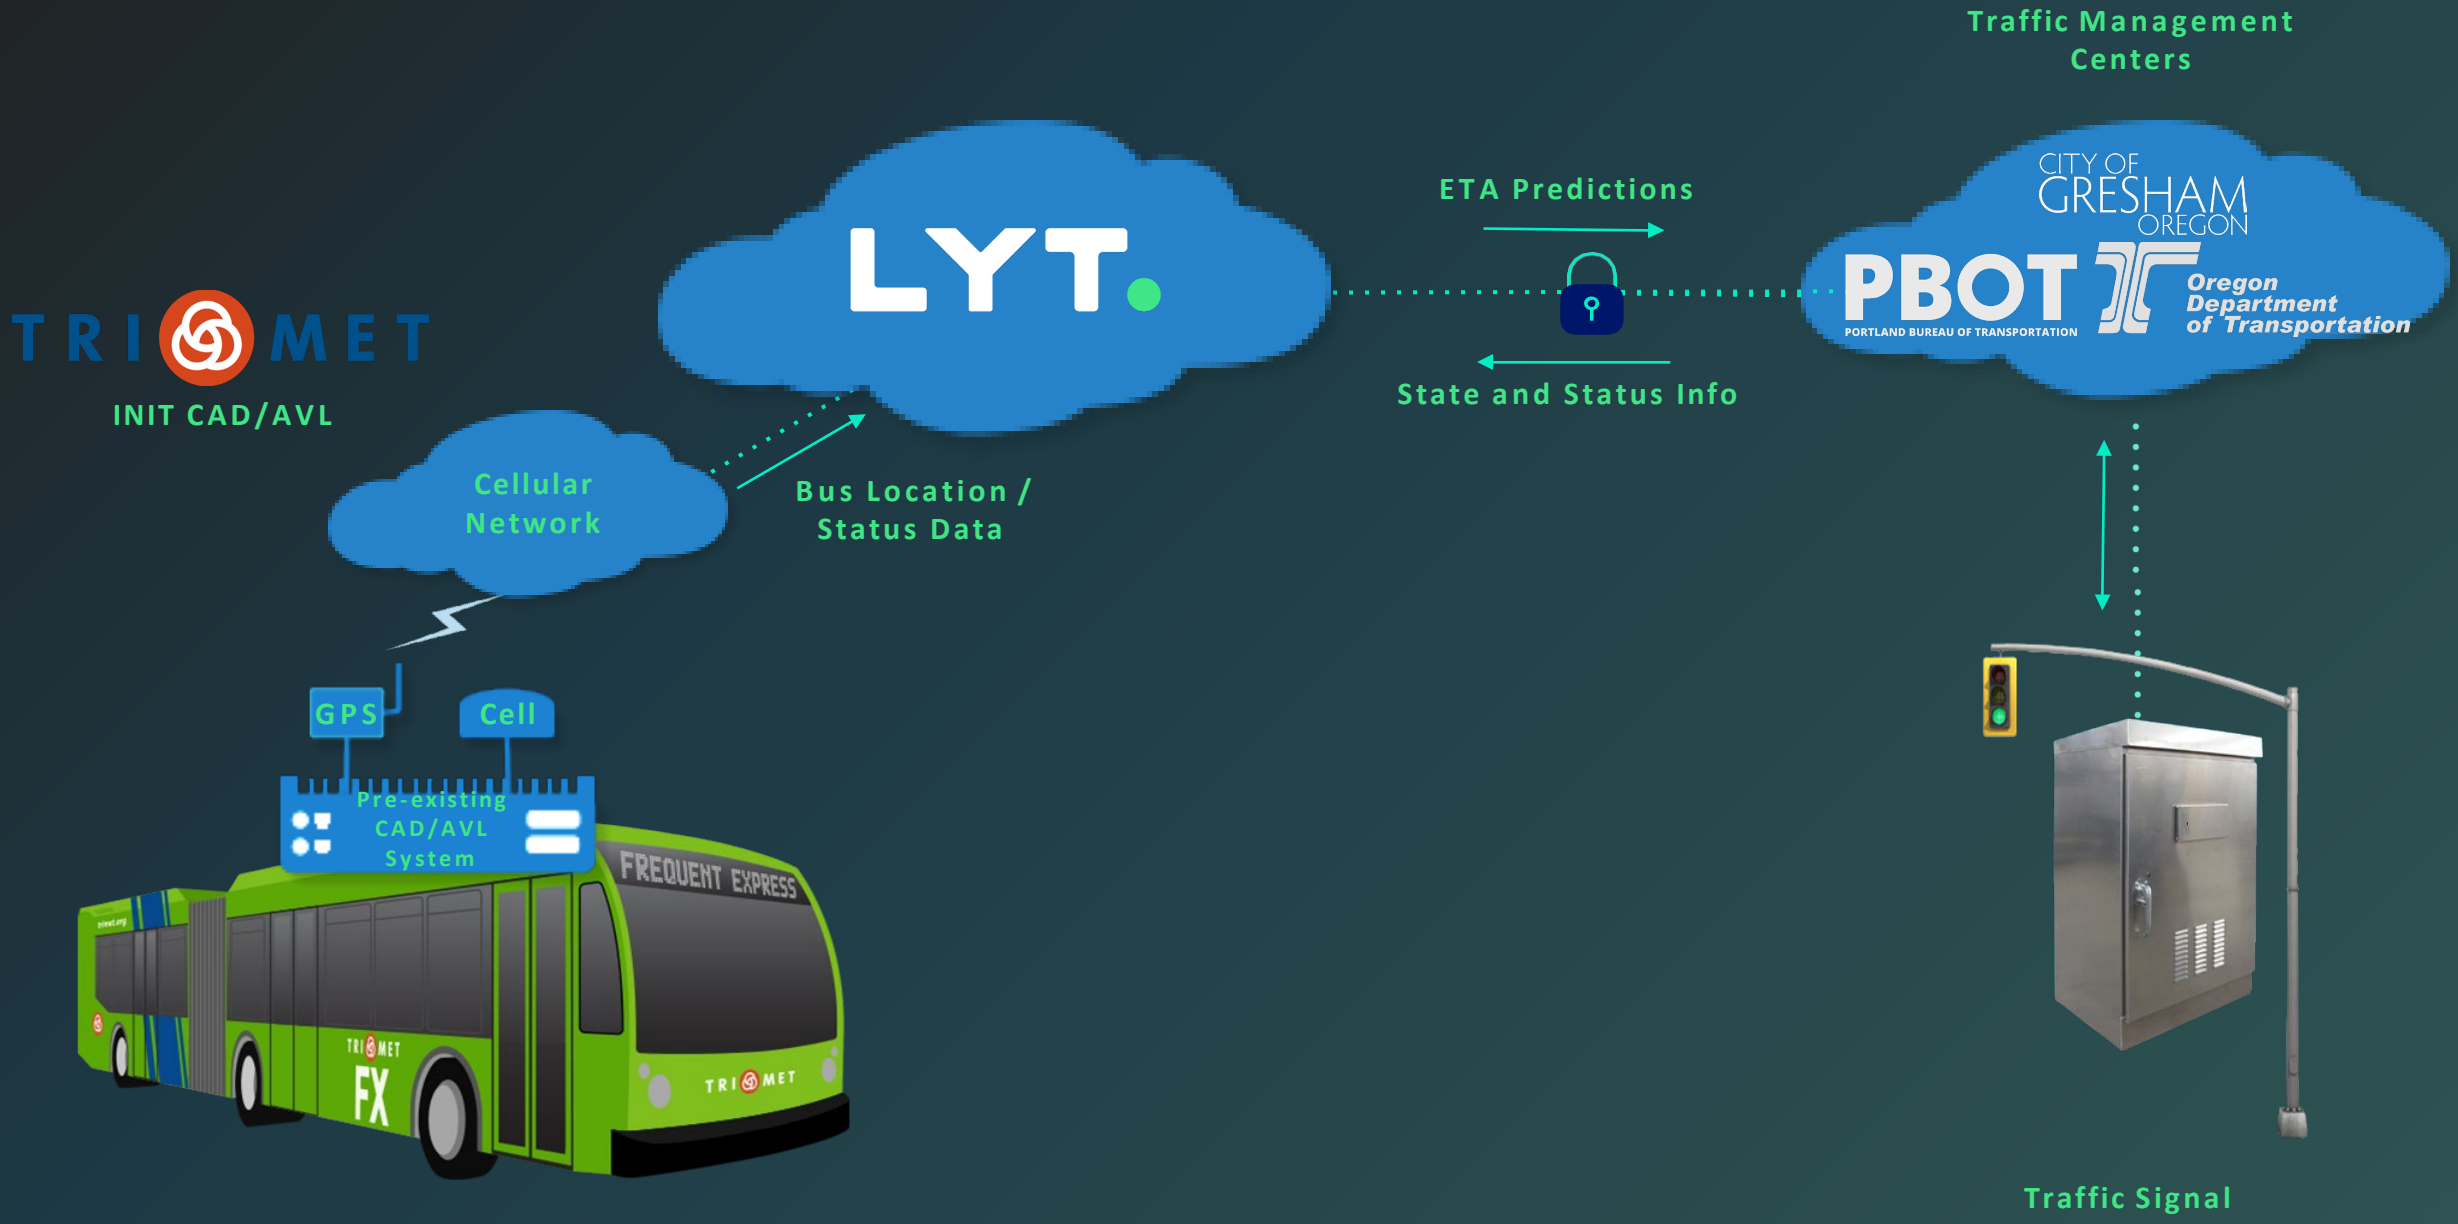 Traffic Management
Centers
CITY OF
GRESHAM
OREGON
PBOT
PORTLAND BUREAU OF TRANSPORTATION
Oregon
Department
of Transportation
ETA Predictions
State and Status Info
LYT.
TRI MET
INIT CAD/AVL
Cellular
Network
Bus Location /
Status Data
GPS
Cell
Pre-existing
CAD/AVL
System
FREQUENT EXPRESS
trimet.org
TRI MET
FX
TRI MET
Traffic Signal